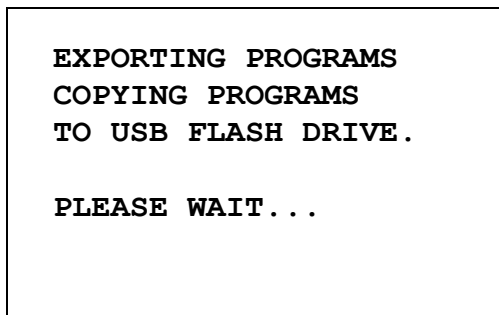 EXPORTING PROGRAMS
COPYING PROGRAMS
TO USB FLASH DRIVE.
PLEASE WAIT...